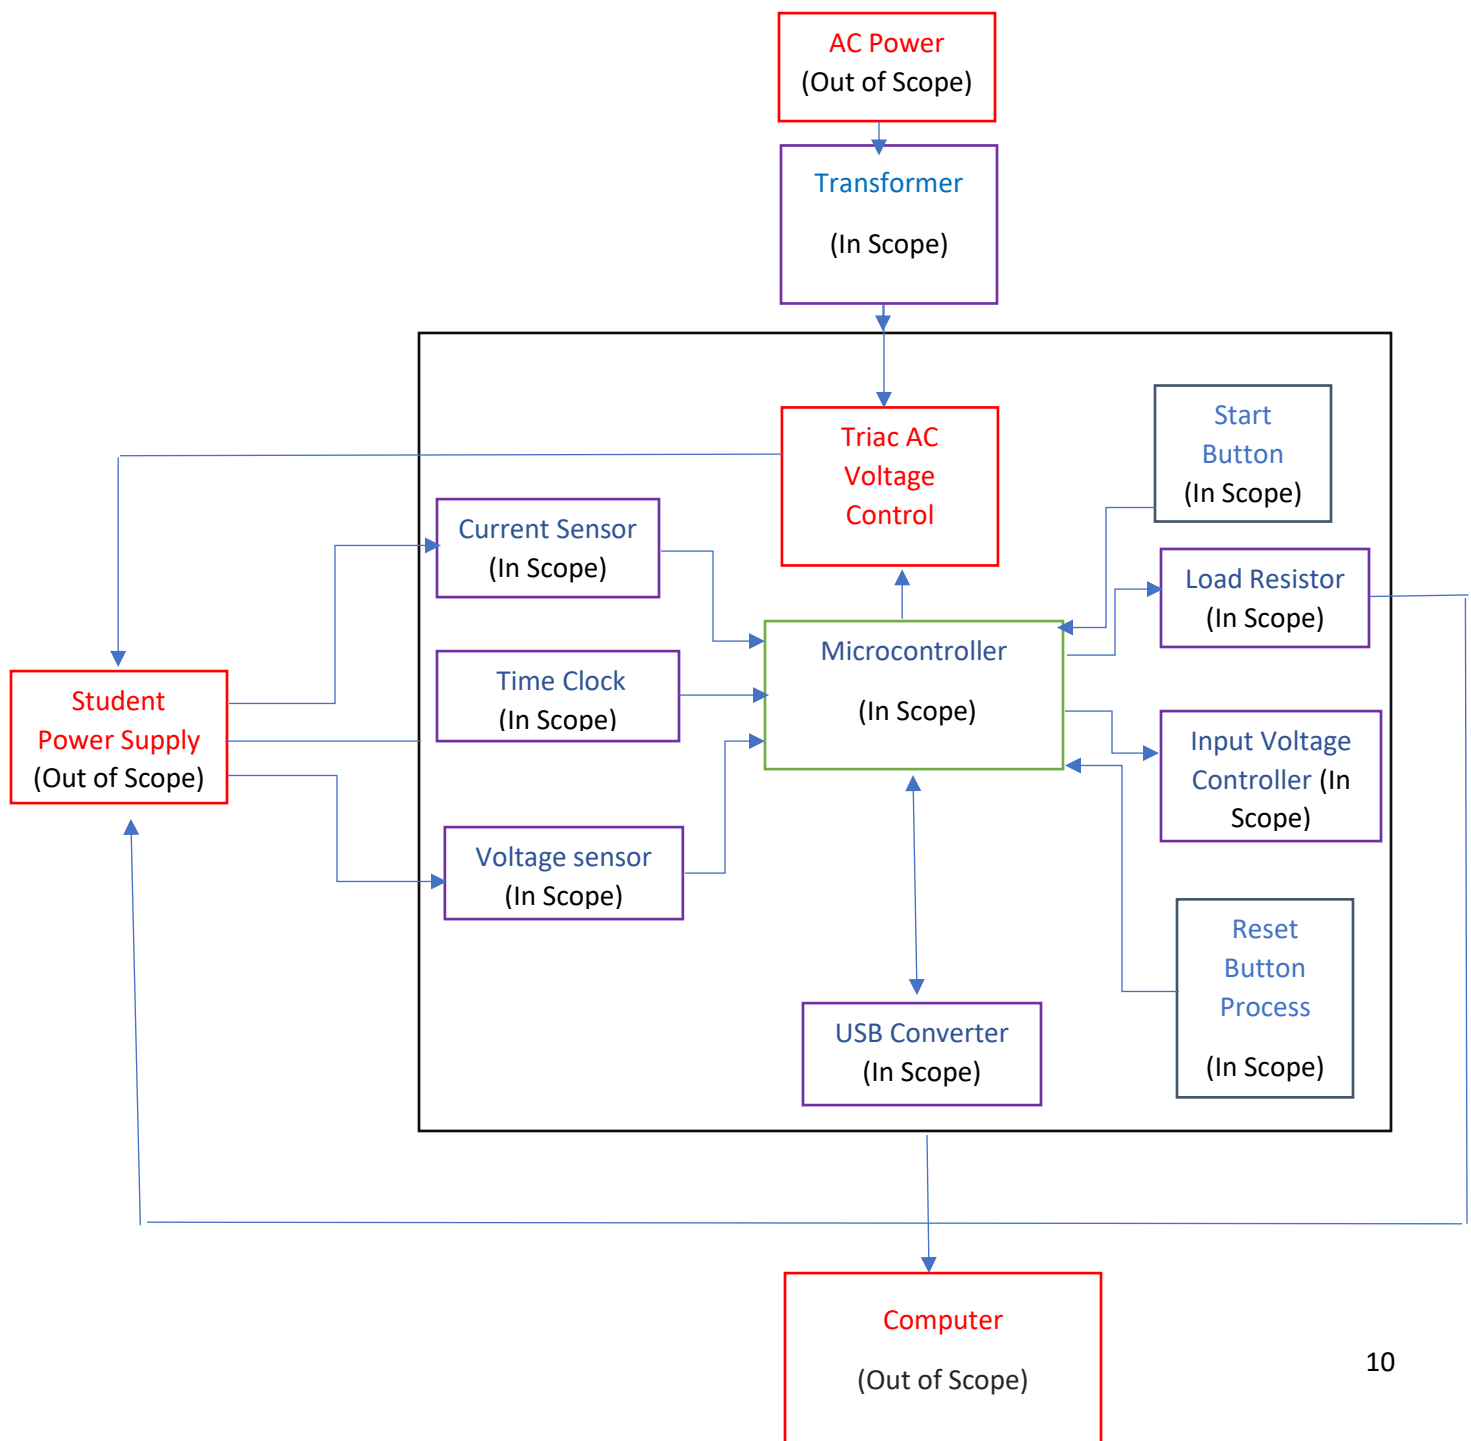 AC Power
(Out of Scope)
Transformer
(In Scope)
Triac AC
Voltage
Control
Start
Button
(In Scope)
Current Sensor
(In Scope)
Load Resistor
(In Scope)
Microcontroller
(In Scope)
Time Clock
(In Scope)
Student
Power Supply
(Out of Scope)
Input Voltage
Controller (In
Scope)
Voltage sensor
(In Scope)
Reset
Button
Process
(In Scope)
USB Converter
(In Scope)
Computer
(Out of Scope)
10